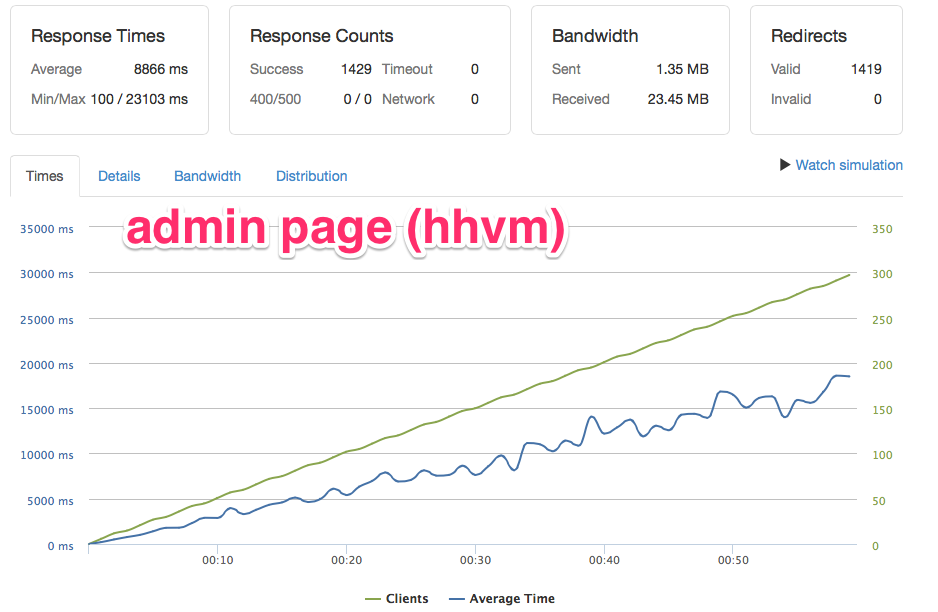 Response Times
Average 8866 ms
Min/Max 100 / 23103 ms
Response Counts
Success 1429 Timeout 0
400/500 0 / 0 Network 0
Bandwidth
Sent 1.35 MB
Received 23.45 MB
Redirects
Valid 1419
Invalid 0
Times Details Bandwidth Distribution
Watch simulation
admin page (hhvm)
35000 ms 350
30000 ms 300
25000 ms 250
20000 ms 200
15000 ms 150
10000 ms 100
5000 ms 50
0 ms 0
00:10 00:20 00:30 00:40 00:50
Clients Average Time